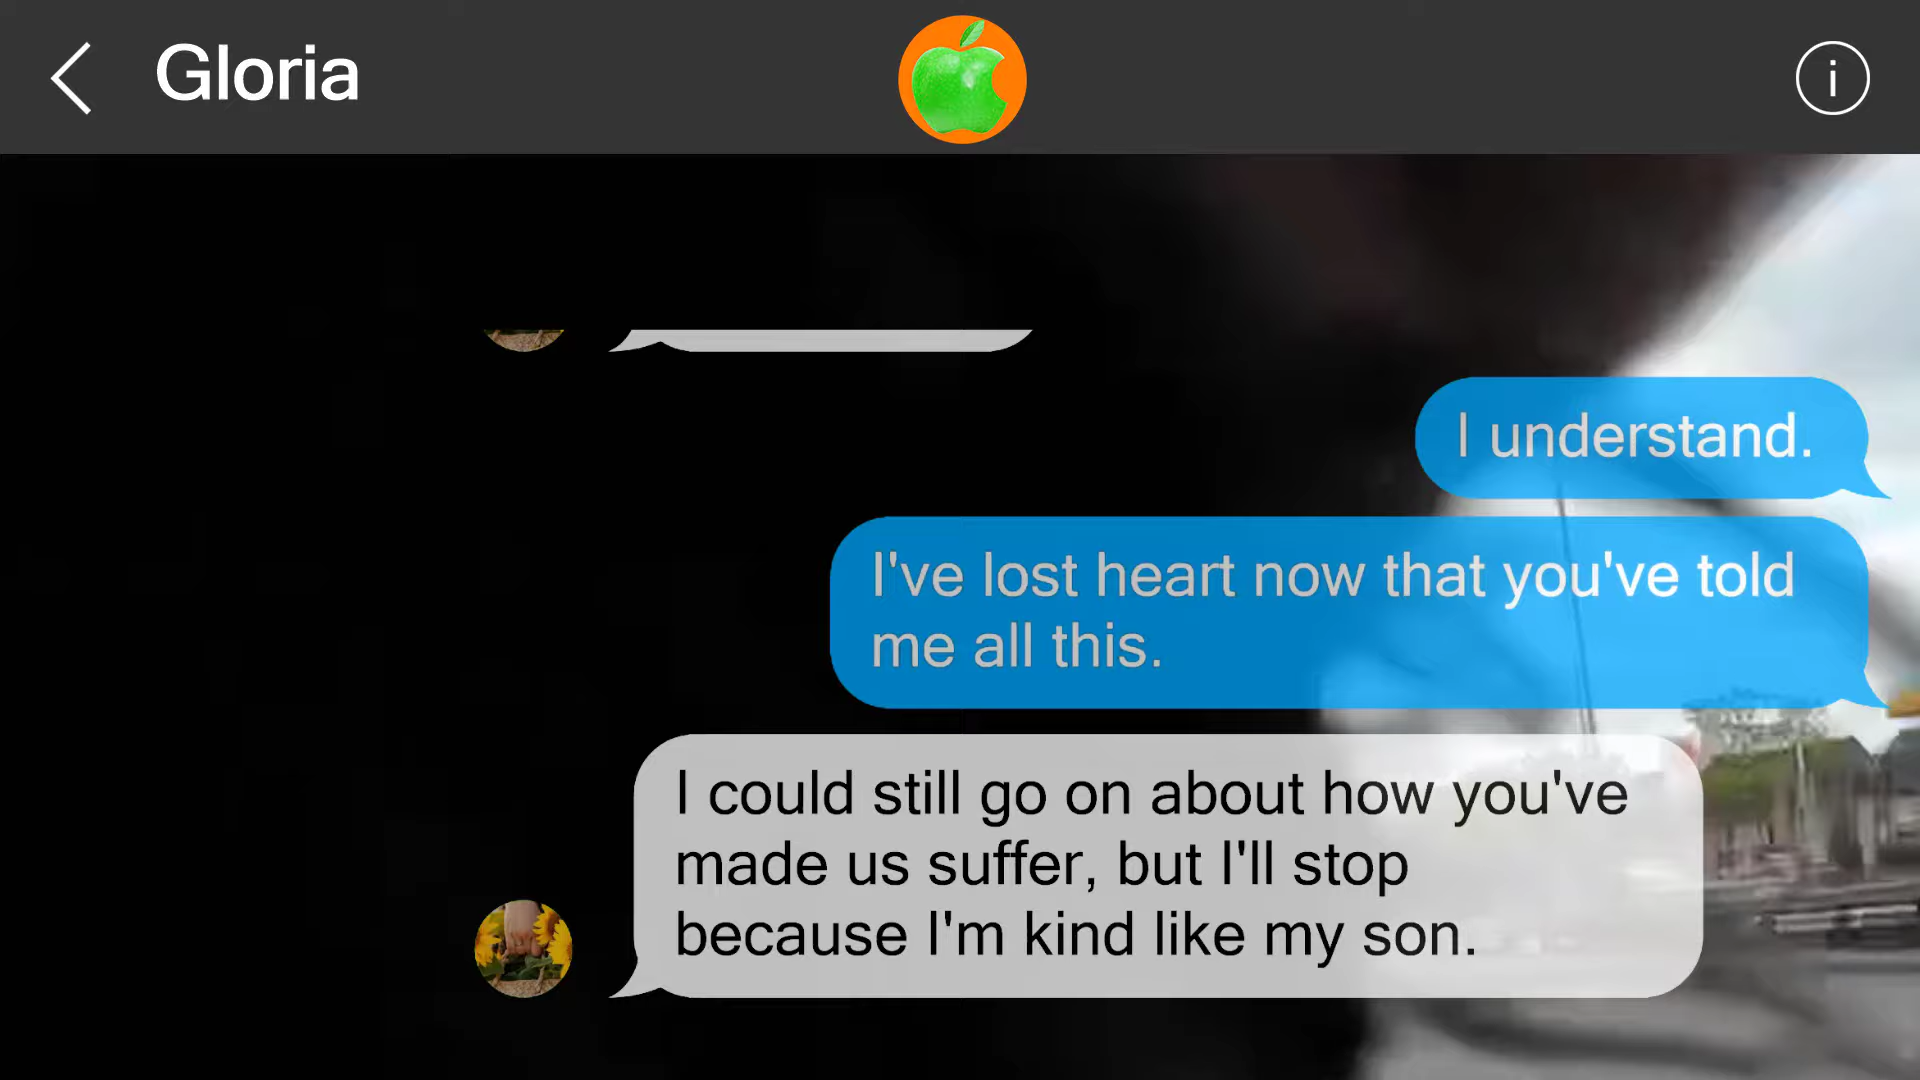 Gloria
i
I understand.
I've lost heart now that you've told
me all this.
I could still go on about how you've
made us suffer, but I'll stop
because I'm kind like my son.